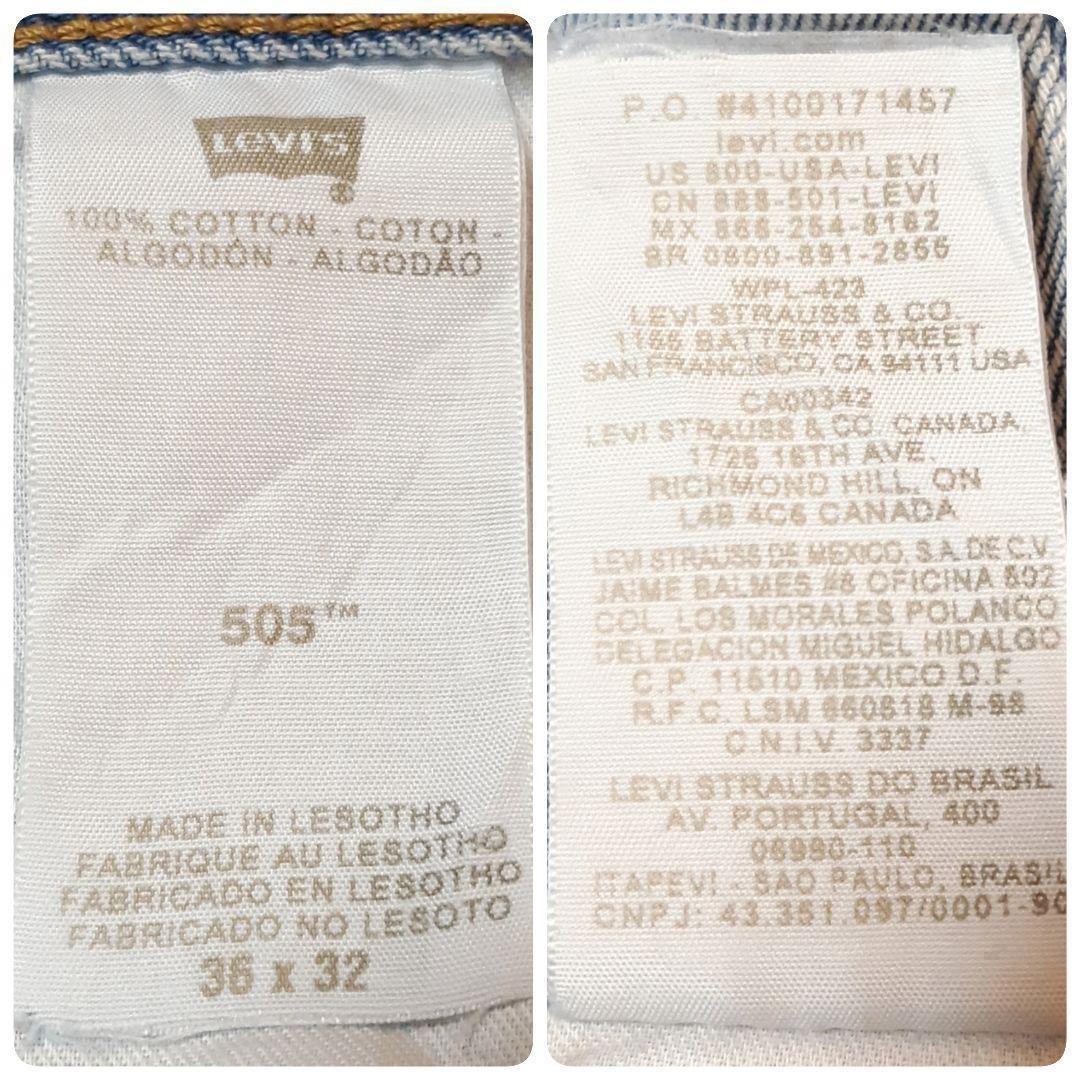 LEVI'S
®
100% COTTON - COTON -
ALGODÓN - ALGODÃO
505™
MADE IN LESOTHO
FABRIQUE AU LESOTHO
FABRICADO EN LESOTHO
FABRICADO NO LESOTO
36 x 32
P.O. #4100171457
levi.com
US 800-USA-LEVI
CN 888-501-LEVI
MX 866-254-8162
BR 0800-891-2855
WPL-423
LEVI STRAUSS & CO.
1155 BATTERY STREET
SAN FRANCISCO, CA 94111 USA
CA00342
LEVI STRAUSS & CO. CANADA,
1725 16TH AVE.
RICHMOND HILL, ON
L4B 4C6 CANADA
LEVI STRAUSS DE MEXICO, S.A. DE C.V.
JAIME BALMES #8 OFICINA 502
COL. LOS MORALES POLANCO
DELEGACION MIGUEL HIDALGO
C.P. 11510 MEXICO D.F.
R.F.C. LSM 660818 M-98
C.N.I.V. 3337
LEVI STRAUSS DO BRASIL
AV. PORTUGAL, 400
06690-110
ITAPEVI - SAO PAULO, BRASIL
CNPJ: 43.351 097/0001-90